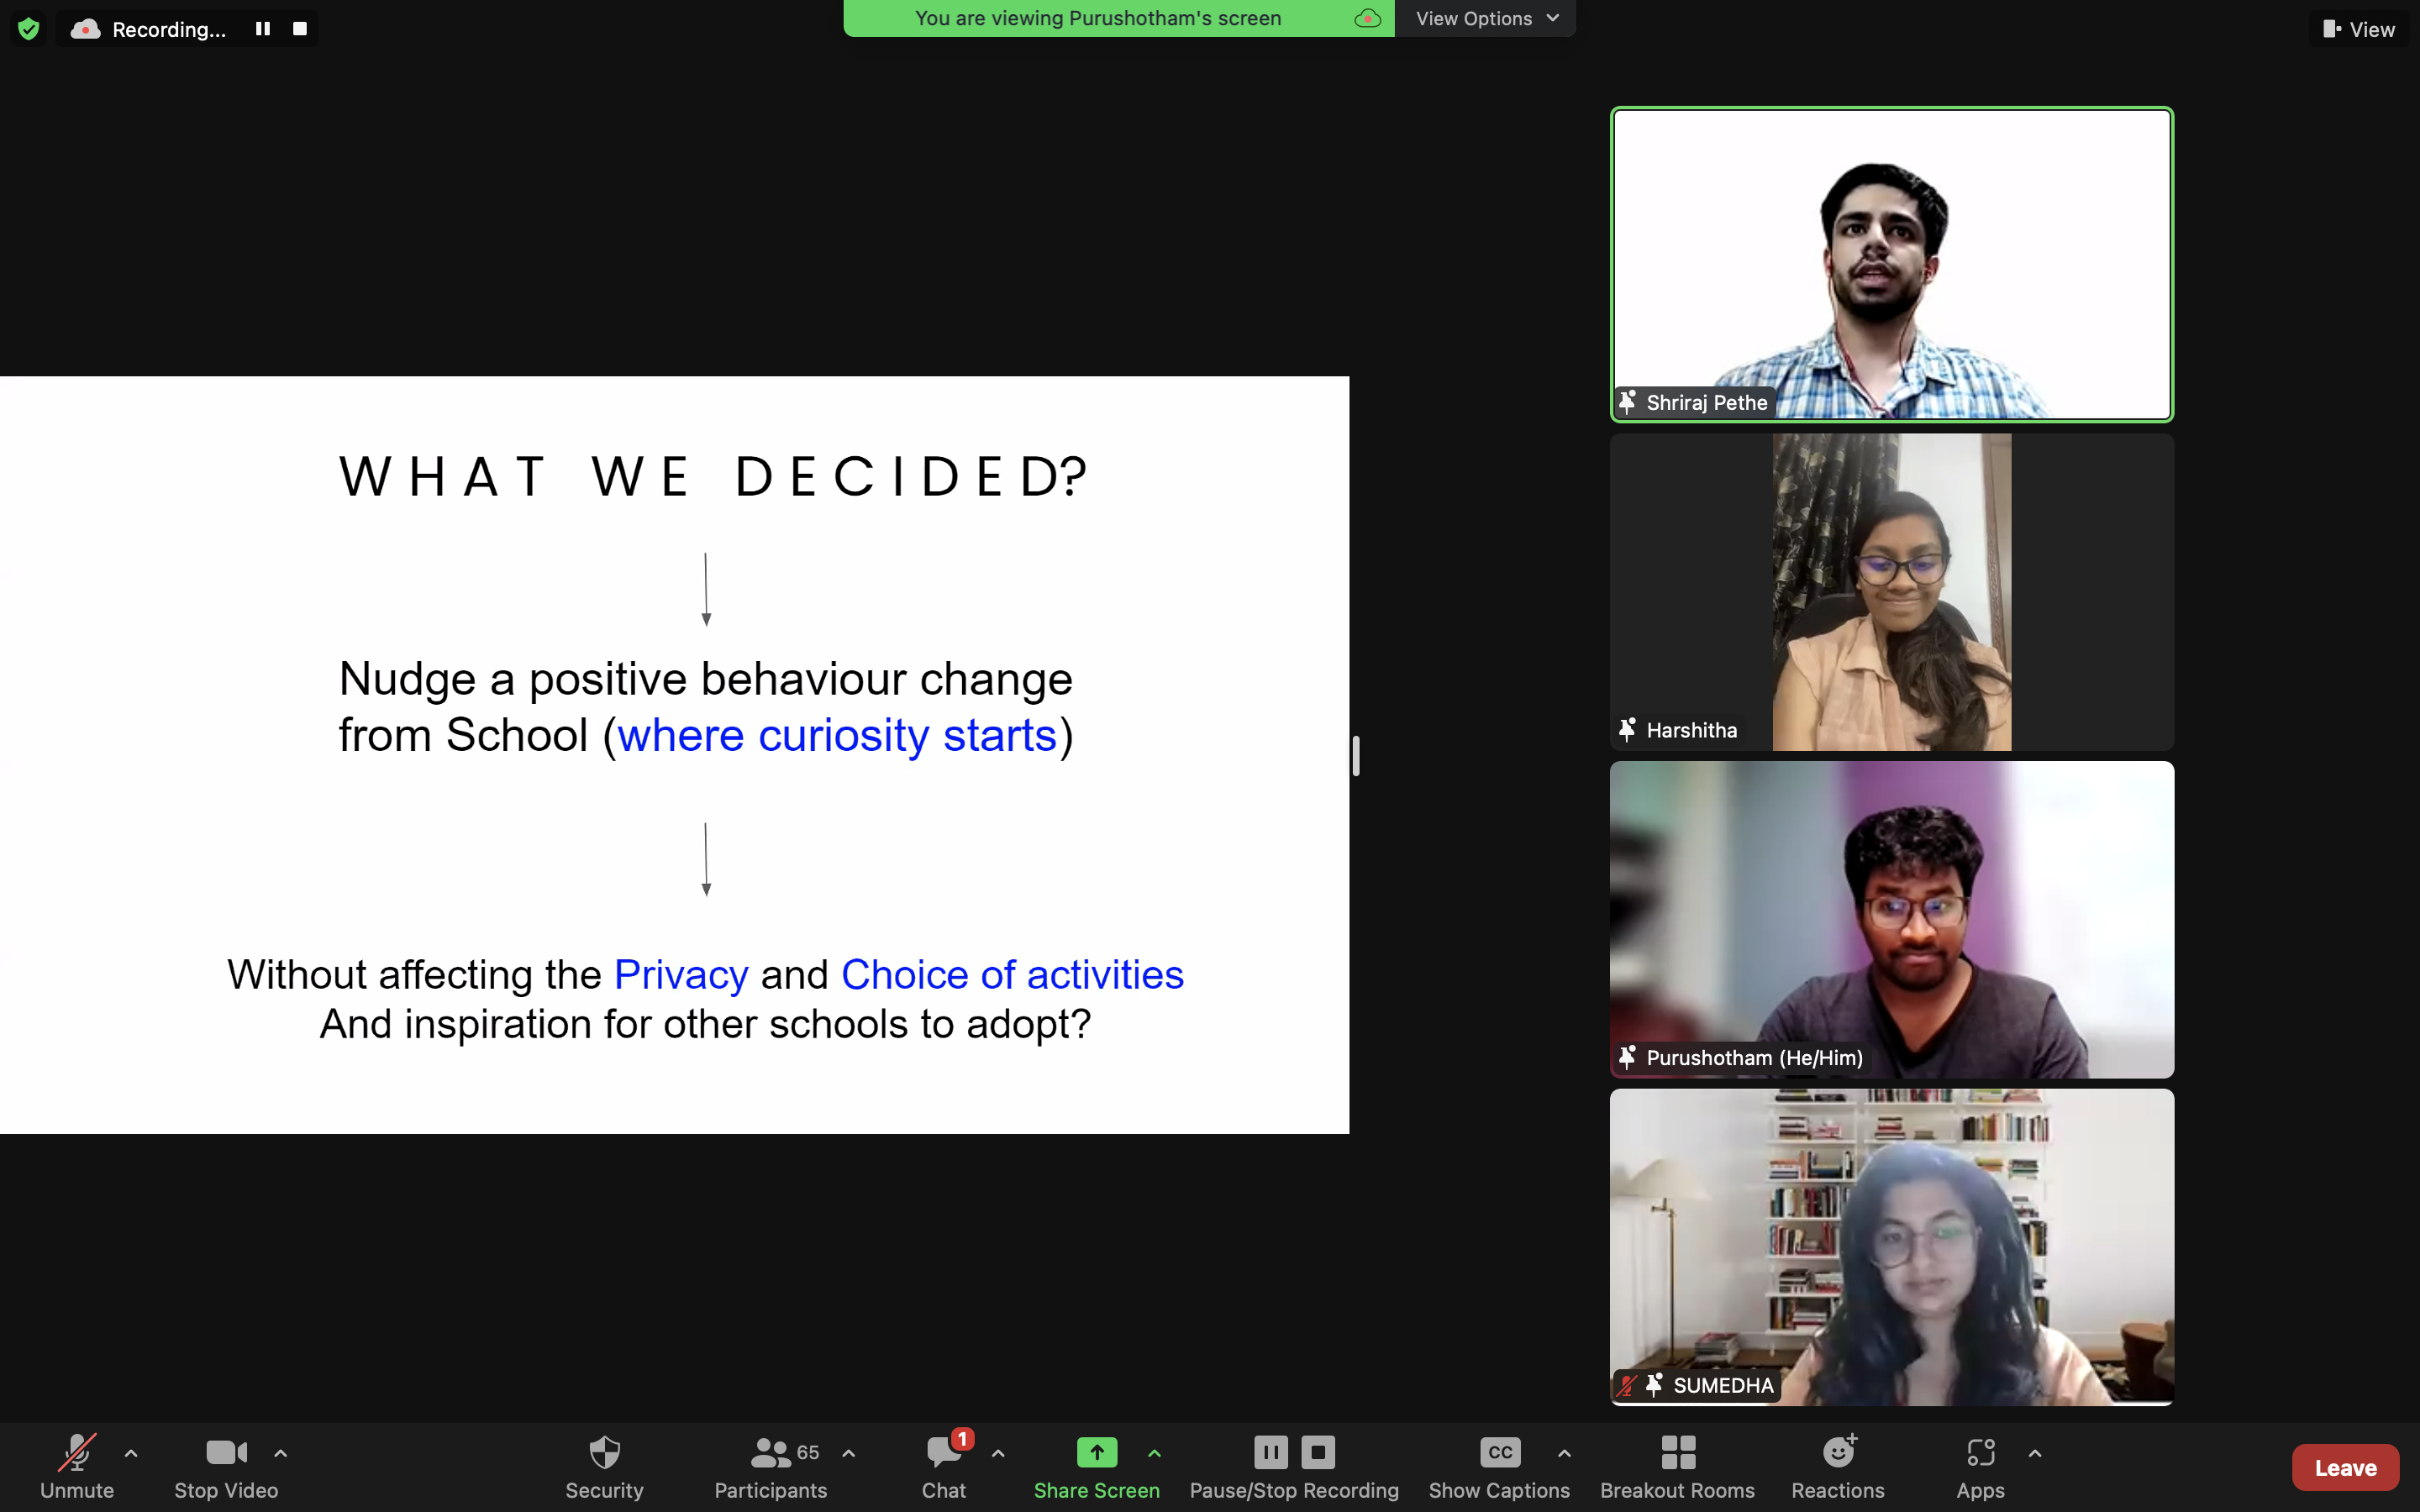 Recording...
You are viewing Purushotham's screen
View Options
View
WHAT WE DECIDED?
Nudge a positive behaviour change
from School (where curiosity starts)
Without affecting the Privacy and Choice of activities
And inspiration for other schools to adopt?
Shriraj Pethe
Harshitha
Purushotham (He/Him)
SUMEDHA
Unmute
Stop Video
Security
65
Participants
1
Chat
Share Screen
Pause/Stop Recording
CC
Show Captions
Breakout Rooms
Reactions
Apps
Leave